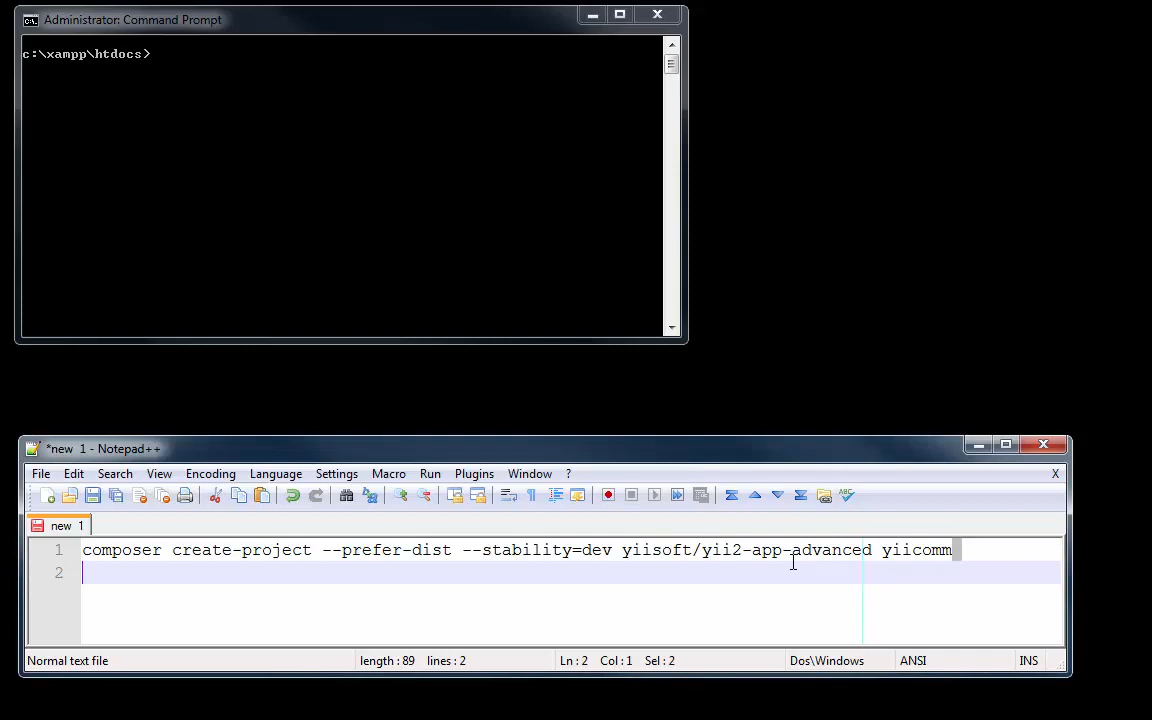 Administrator: Command Prompt
c:\xampp\htdocs>
*new 1 - Notepad++
File Edit Search View Encoding Language Settings Macro Run Plugins Window ? X
new 1
1 composer create-project --prefer-dist --stability=dev yiisoft/yii2-app-advanced yiicomm
2
Normal text file length : 89 lines : 2 Ln : 2 Col : 1 Sel : 2 Dos\Windows ANSI INS